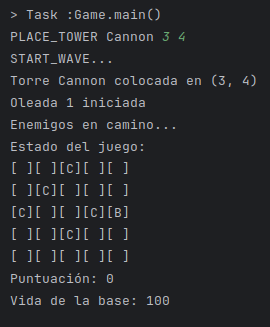 > Task :Game.main()
PLACE_TOWER Cannon 3 4
START_WAVE...
Torre Cannon colocada en (3, 4)
Oleada 1 iniciada
Enemigos en camino...
Estado del juego:
[ ][ ][C][ ][ ]
[ ][C][ ][ ][ ]
[C][ ][ ][C][B]
[ ][ ][C][ ][ ]
[ ][ ][ ][ ][ ]
Puntuación: 0
Vida de la base: 100